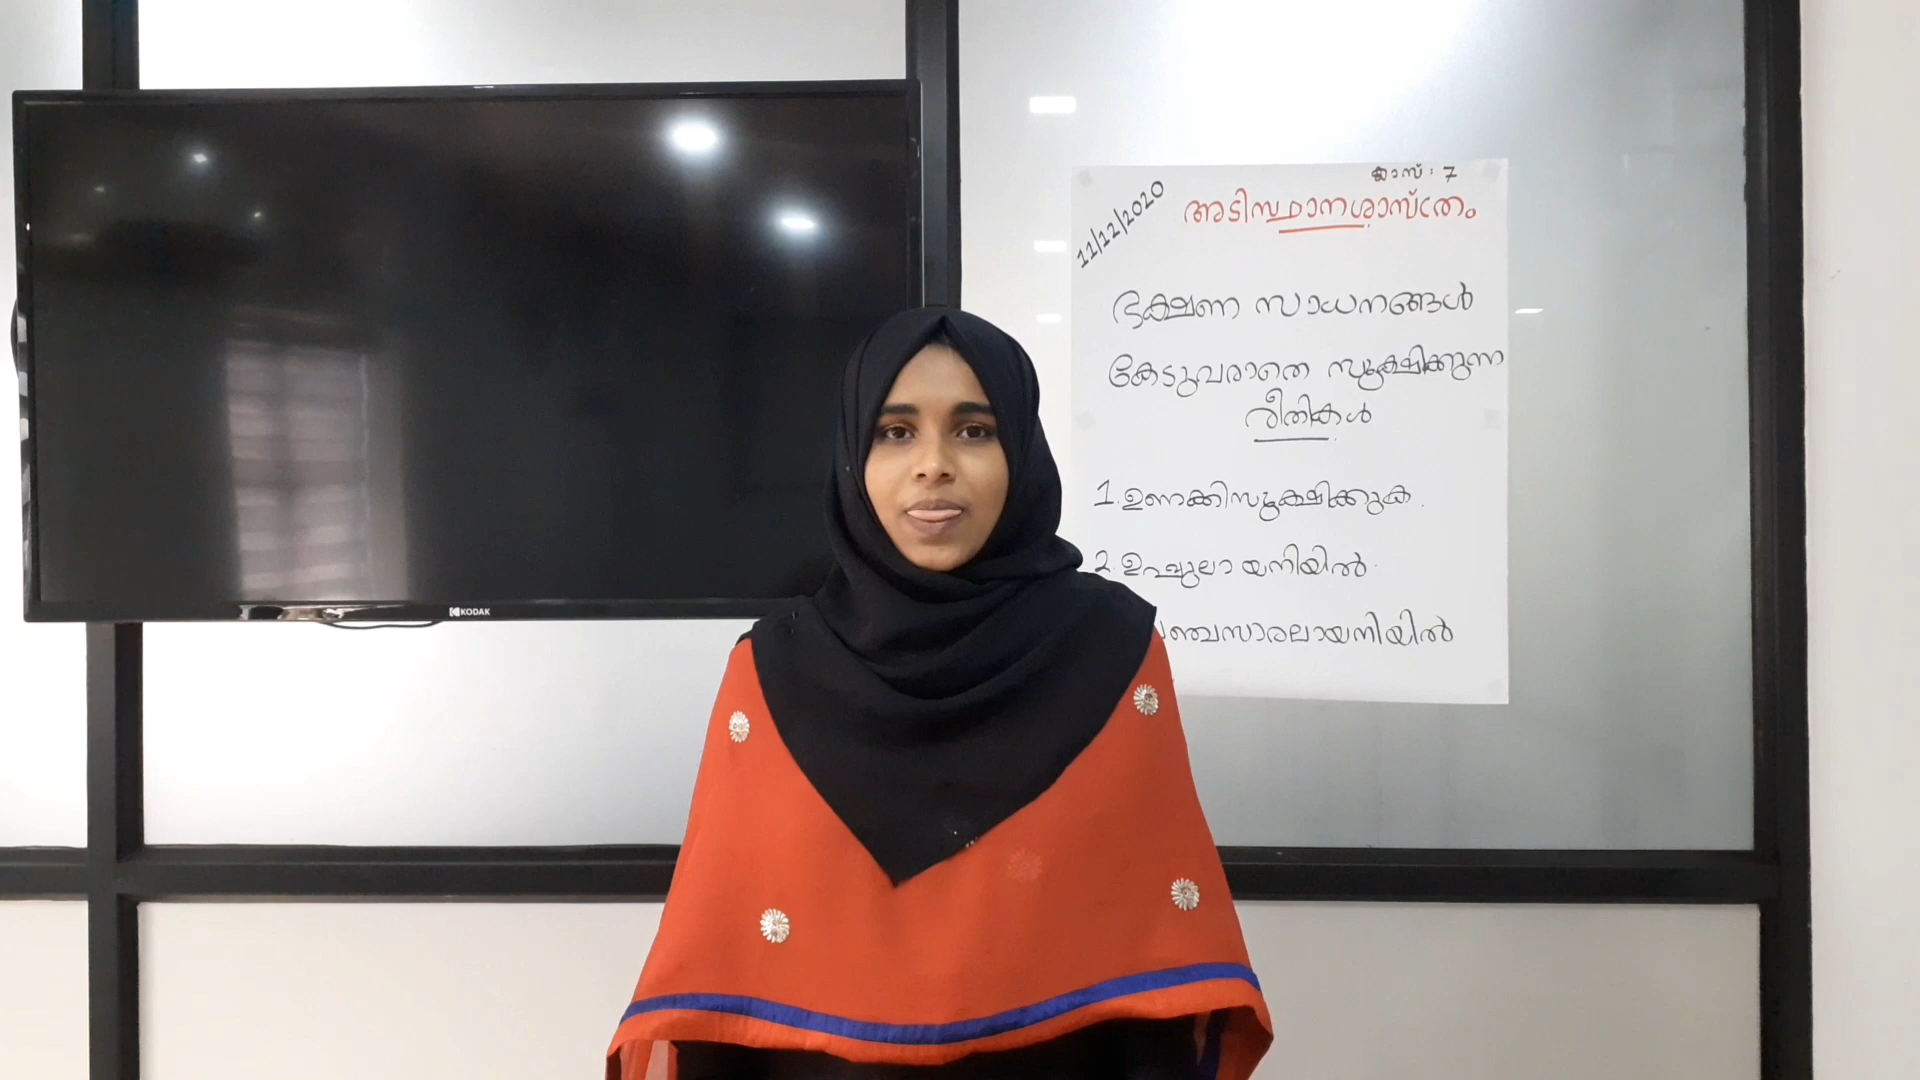 KODAK
ക്ലാസ് : 7
11/12/2020
അടിസ്ഥാനശാസ്ത്രം
ഭക്ഷണ സാധനങ്ങൾ
കേടുവരാതെ സൂക്ഷിക്കുന്ന
രീതികൾ
1. ഉണക്കിസൂക്ഷിക്കുക.
2. ഉപ്പുലായനിയിൽ.
ഞ്ചസാരലായനിയിൽ